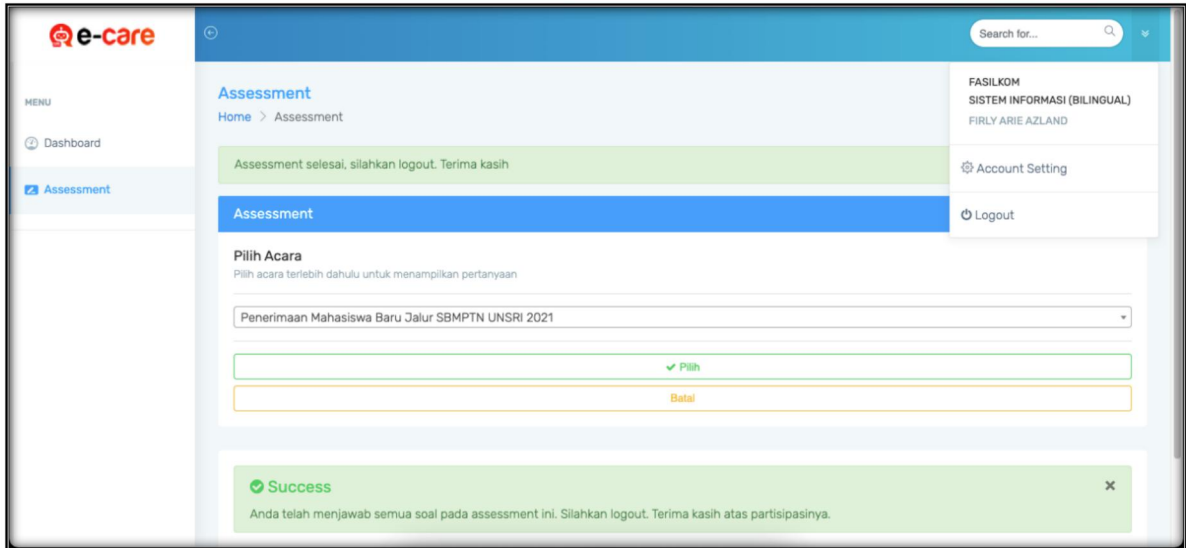 e-care
Search for...
MENU
Dashboard
Assessment
Assessment
Home > Assessment
FASILKOM
SISTEM INFORMASI (BILINGUAL)
FIRLY ARIE AZLAND
Account Setting
Logout
Assessment selesai, silahkan logout. Terima kasih
Assessment
Pilih Acara
Pilih acara terlebih dahulu untuk menampilkan pertanyaan
Penerimaan Mahasiswa Baru Jalur SBMPTN UNSRI 2021
Pilih
Batal
Success
Anda telah menjawab semua soal pada assessment ini. Silahkan logout. Terima kasih atas partisipasinya.